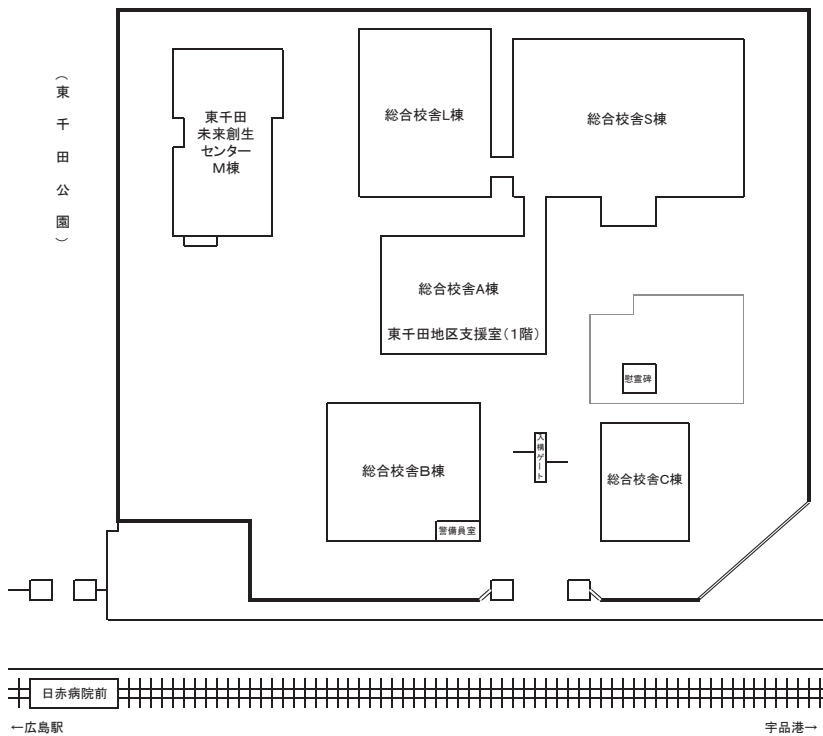 （東千田公園）
東千田
未来創生
センター
M棟
総合校舎L棟
総合校舎S棟
総合校舎A棟
東千田地区支援室（1階）
慰霊碑
総合校舎B棟
入構ゲート
総合校舎C棟
警備員室
日赤病院前
←広島駅
宇品港→